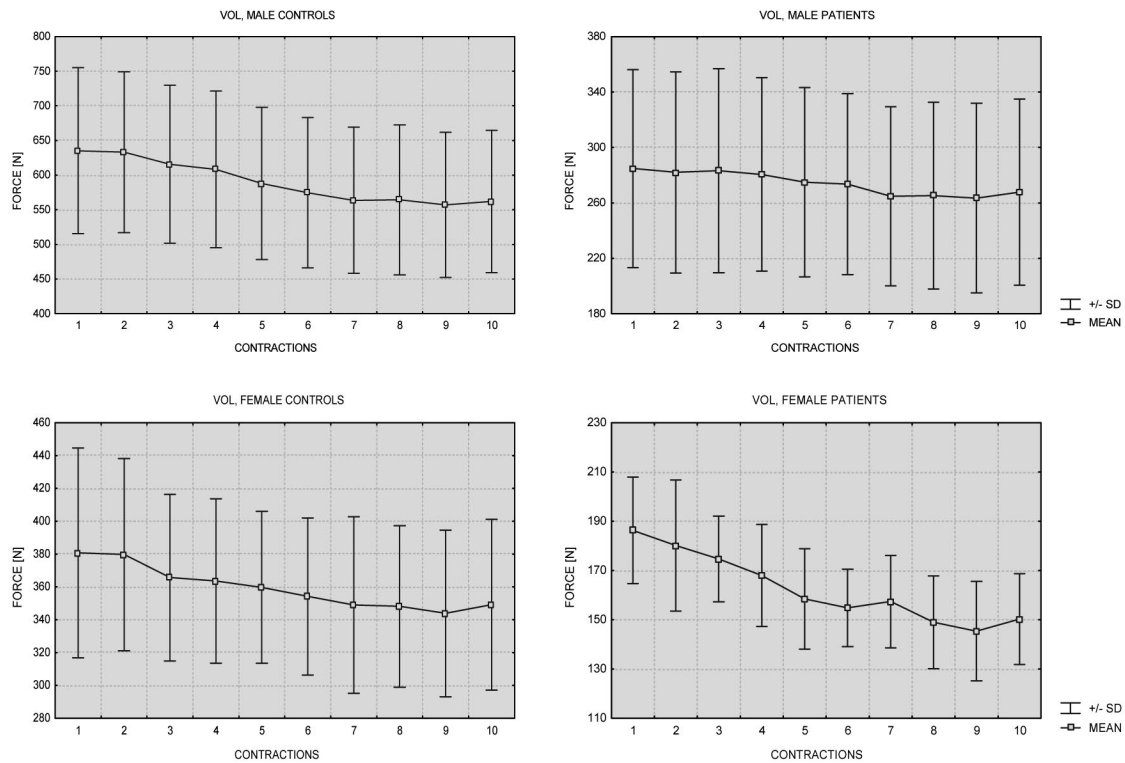 VOL, MALE CONTROLS
800
750
700
650
600
550
500
450
400
FORCE [N]
1 2 3 4 5 6 7 8 9 10
CONTRACTIONS
VOL, MALE PATIENTS
380
340
300
260
220
180
FORCE [N]
1 2 3 4 5 6 7 8 9 10
CONTRACTIONS
+/- SD
MEAN
VOL, FEMALE CONTROLS
460
440
420
400
380
360
340
320
300
280
FORCE [N]
1 2 3 4 5 6 7 8 9 10
CONTRACTIONS
VOL, FEMALE PATIENTS
230
210
190
170
150
130
110
FORCE [N]
1 2 3 4 5 6 7 8 9 10
CONTRACTIONS
+/- SD
MEAN